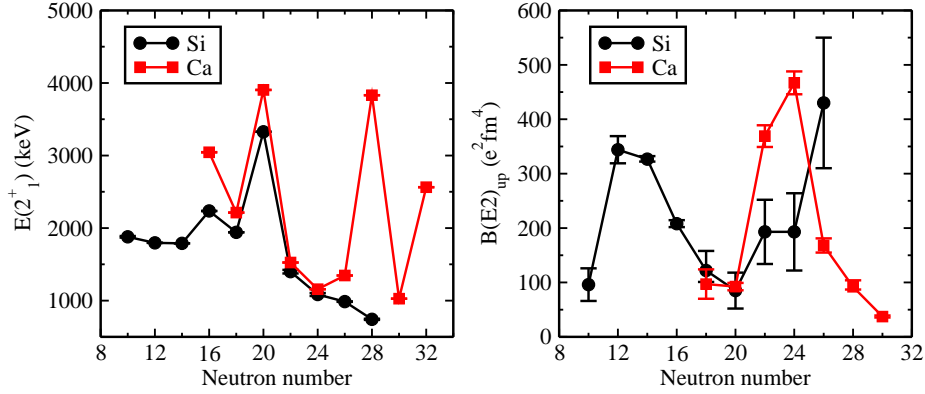 E(2⁺₁) (keV)
5000
4000
3000
2000
1000
Si
Ca
8 12 16 20 24 28 32
Neutron number
B(E2)ᵤₚ (e²fm⁴)
600
500
400
300
200
100
0
Si
Ca
8 12 16 20 24 28 32
Neutron number